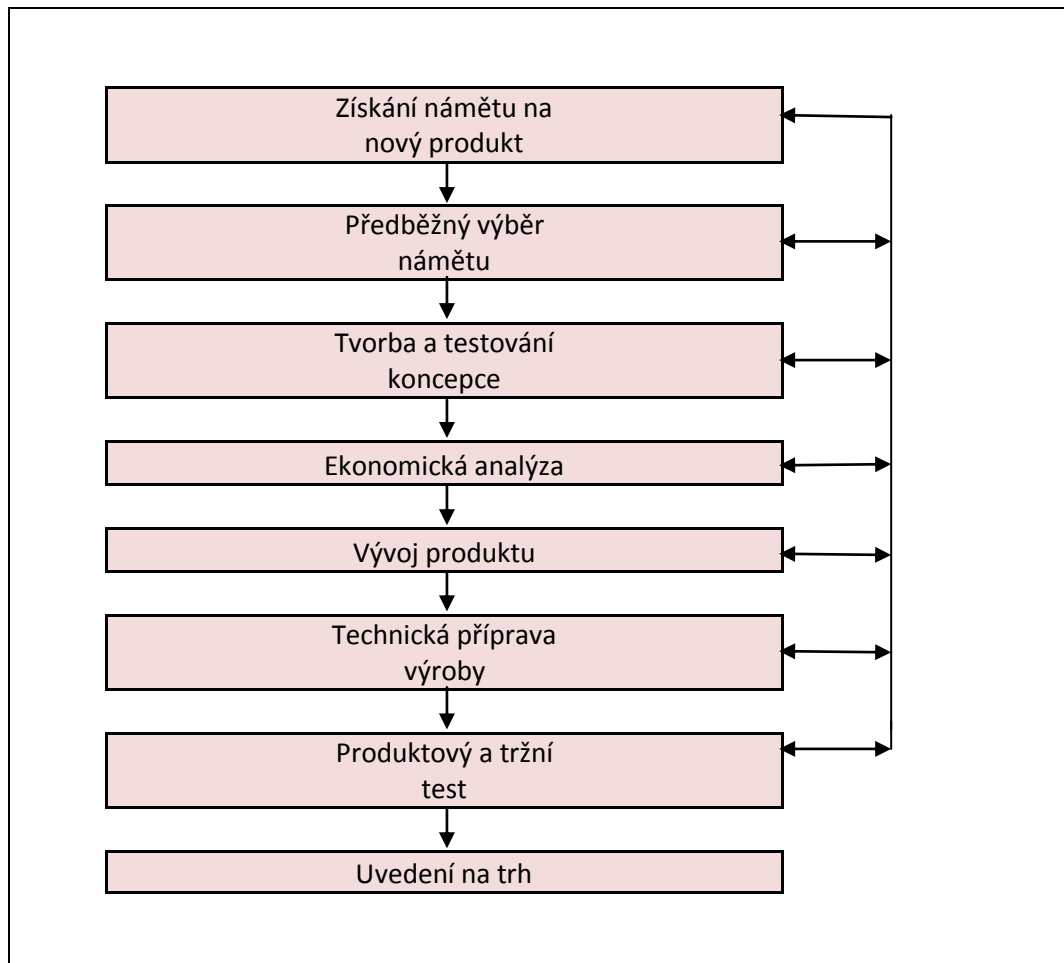 Získání námětu na
nový produkt
Předběžný výběr
námětu
Tvorba a testování
koncepce
Ekonomická analýza
Vývoj produktu
Technická příprava
výroby
Produktový a tržní
test
Uvedení na trh